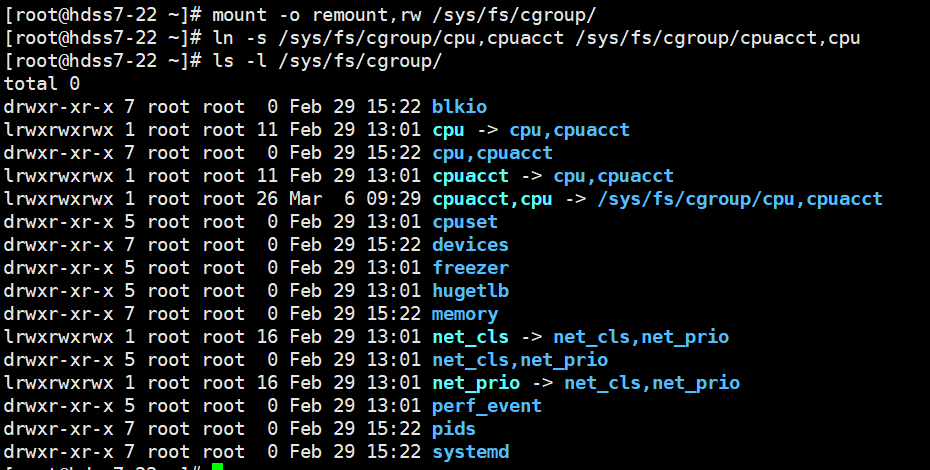 [root@hdss7-22 ~]# mount -o remount,rw /sys/fs/cgroup/
[root@hdss7-22 ~]# ln -s /sys/fs/cgroup/cpu,cpuacct /sys/fs/cgroup/cpuacct,cpu
[root@hdss7-22 ~]# ls -l /sys/fs/cgroup/
total 0
drwxr-xr-x 7 root root  0 Feb 29 15:22 blkio
lrwxrwxrwx 1 root root 11 Feb 29 13:01 cpu -> cpu,cpuacct
drwxr-xr-x 7 root root  0 Feb 29 15:22 cpu,cpuacct
lrwxrwxrwx 1 root root 11 Feb 29 13:01 cpuacct -> cpu,cpuacct
lrwxrwxrwx 1 root root 26 Mar  6 09:29 cpuacct,cpu -> /sys/fs/cgroup/cpu,cpuacct
drwxr-xr-x 5 root root  0 Feb 29 13:01 cpuset
drwxr-xr-x 7 root root  0 Feb 29 15:22 devices
drwxr-xr-x 5 root root  0 Feb 29 13:01 freezer
drwxr-xr-x 5 root root  0 Feb 29 13:01 hugetlb
drwxr-xr-x 7 root root  0 Feb 29 15:22 memory
lrwxrwxrwx 1 root root 16 Feb 29 13:01 net_cls -> net_cls,net_prio
drwxr-xr-x 5 root root  0 Feb 29 13:01 net_cls,net_prio
lrwxrwxrwx 1 root root 16 Feb 29 13:01 net_prio -> net_cls,net_prio
drwxr-xr-x 5 root root  0 Feb 29 13:01 perf_event
drwxr-xr-x 7 root root  0 Feb 29 15:22 pids
drwxr-xr-x 7 root root  0 Feb 29 15:22 systemd
[root@hdss7-22 ~]#